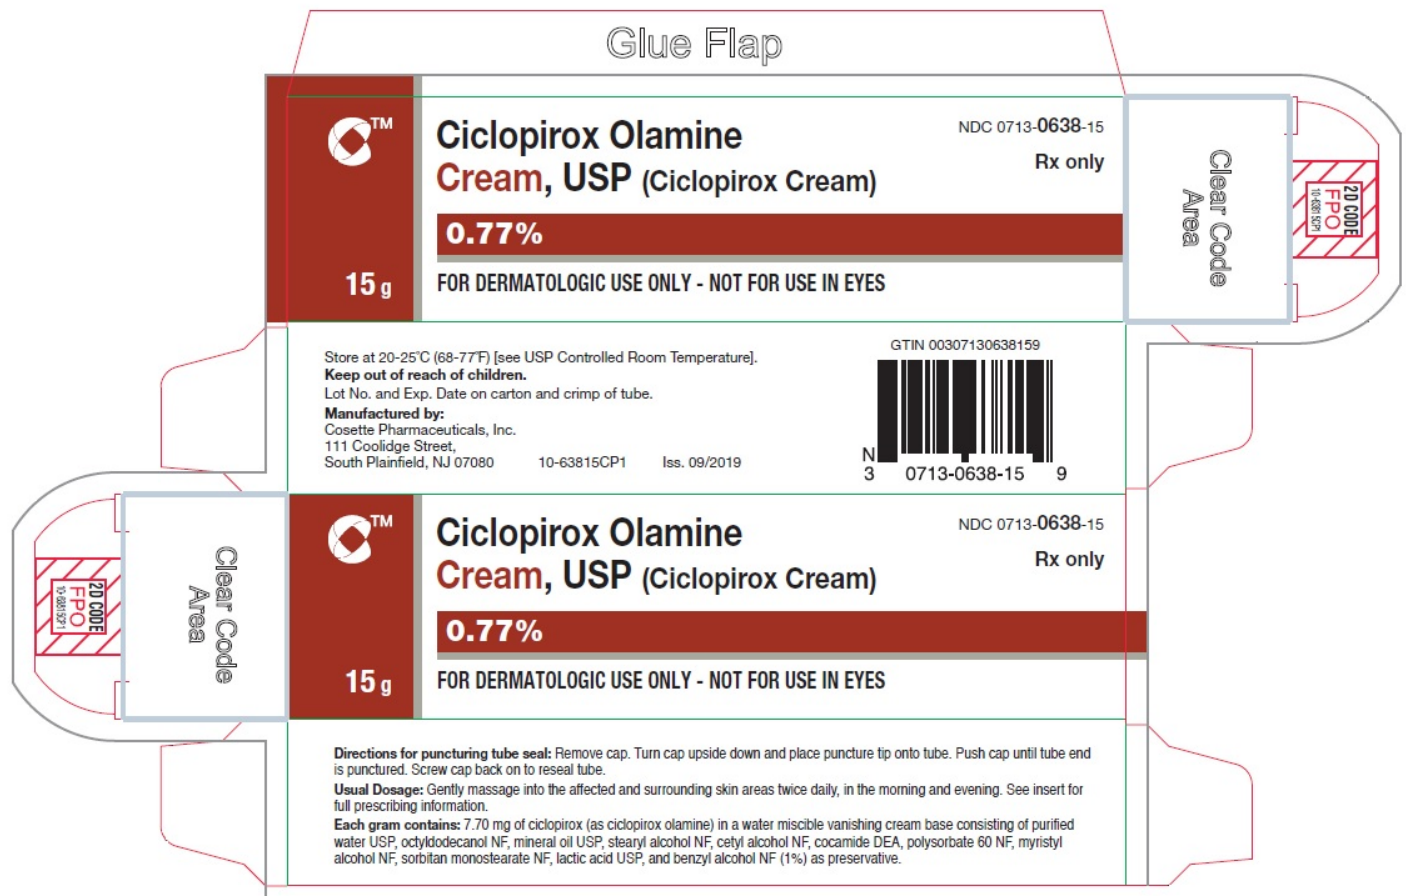 Glue Flap
TM
Ciclopirox Olamine
Cream, USP (Ciclopirox Cream)
NDC 0713-0638-15
Rx only
0.77%
15 g
FOR DERMATOLOGIC USE ONLY - NOT FOR USE IN EYES
Clear Code
Area
2D CODE
FPO
10-63815CP1
Store at 20-25°C (68-77°F) [see USP Controlled Room Temperature].
Keep out of reach of children.
Lot No. and Exp. Date on carton and crimp of tube.
Manufactured by:
Cosette Pharmaceuticals, Inc.
111 Coolidge Street,
South Plainfield, NJ 07080 10-63815CP1 Iss. 09/2019
GTIN 00307130638159
N
3 0713-0638-15 9
Clear Code
Area
2D CODE
FPO
10-63815CP1
TM
Ciclopirox Olamine
Cream, USP (Ciclopirox Cream)
NDC 0713-0638-15
Rx only
0.77%
15 g
FOR DERMATOLOGIC USE ONLY - NOT FOR USE IN EYES
Directions for puncturing tube seal: Remove cap. Turn cap upside down and place puncture tip onto tube. Push cap until tube end
is punctured. Screw cap back on to reseal tube.
Usual Dosage: Gently massage into the affected and surrounding skin areas twice daily, in the morning and evening. See insert for
full prescribing information.
Each gram contains: 7.70 mg of ciclopirox (as ciclopirox olamine) in a water miscible vanishing cream base consisting of purified
water USP, octyldodecanol NF, mineral oil USP, stearyl alcohol NF, cetyl alcohol NF, cocamide DEA, polysorbate 60 NF, myristyl
alcohol NF, sorbitan monostearate NF, lactic acid USP, and benzyl alcohol NF (1%) as preservative.